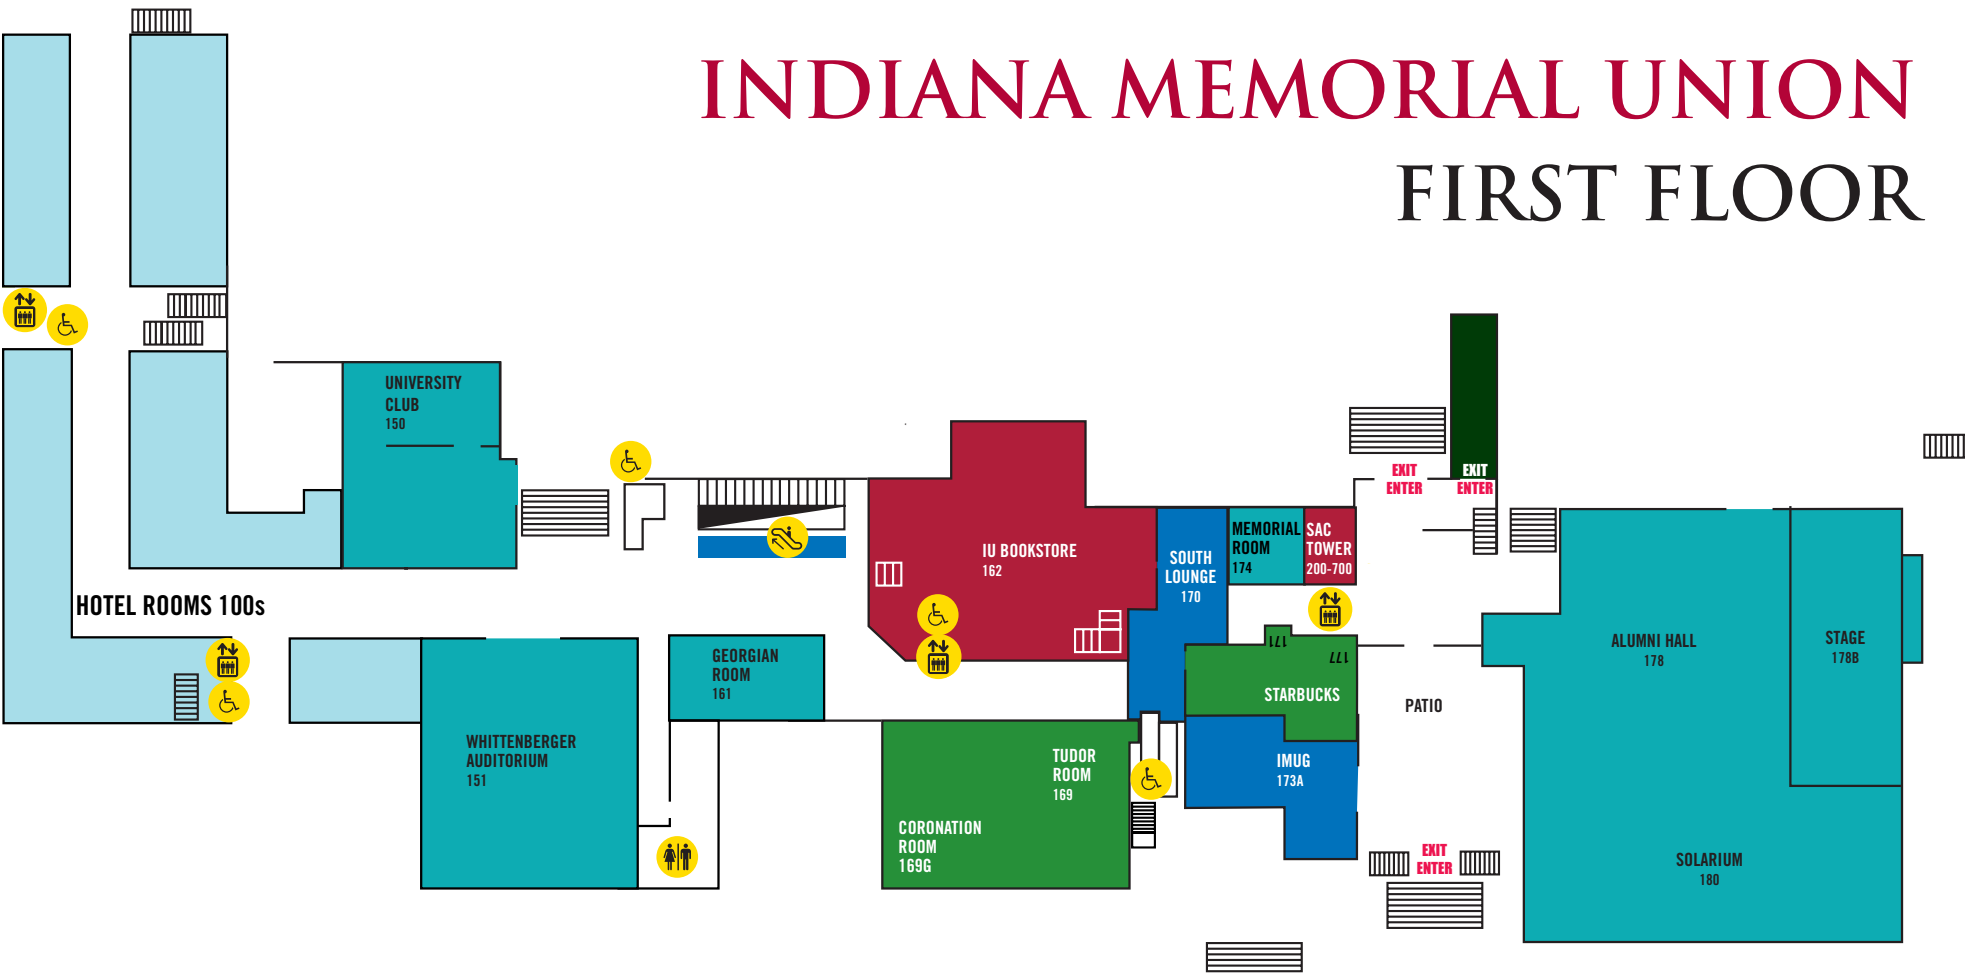 INDIANA MEMORIAL UNION
FIRST FLOOR
UNIVERSITY
CLUB
150
HOTEL ROOMS 100s
WHITTENBERGER
AUDITORIUM
151
GEORGIAN
ROOM
161
IU BOOKSTORE
162
SOUTH
LOUNGE
170
MEMORIAL
ROOM
174
SAC
TOWER
200-700
EXIT
ENTER
EXIT
ENTER
171
177
STARBUCKS
IMUG
173A
TUDOR
ROOM
169
CORONATION
ROOM
169G
PATIO
EXIT
ENTER
ALUMNI HALL
178
STAGE
178B
SOLARIUM
180